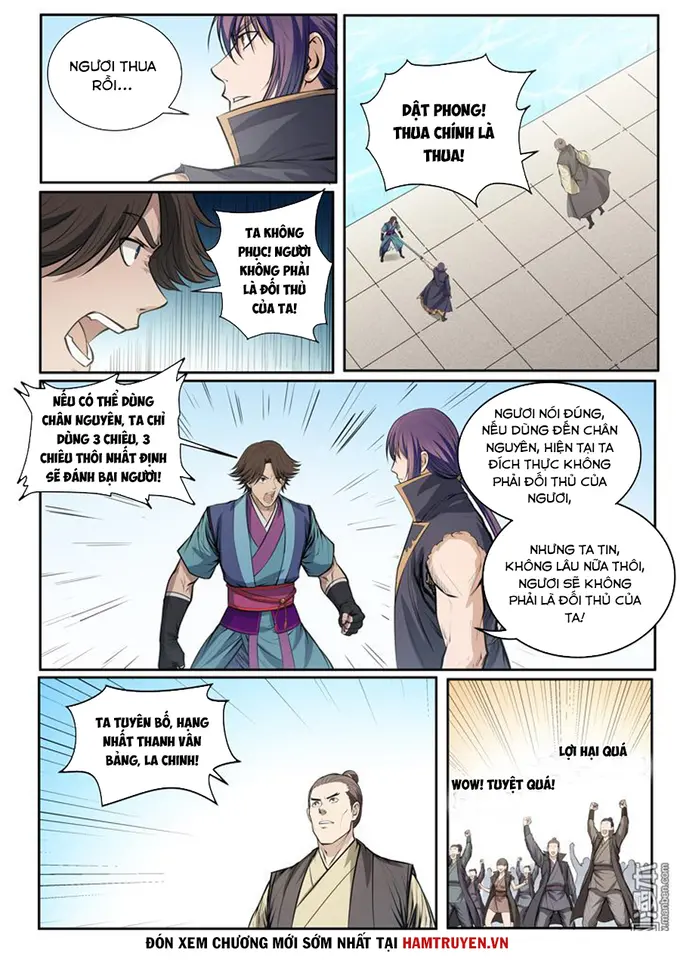 NGƯƠI THUA
RỒI...
DẬT PHONG!
THUA CHÍNH LÀ
THUA!
TA KHÔNG
PHỤC! NGƯƠI
KHÔNG PHẢI
LÀ ĐỐI THỦ
CỦA TA!
NẾU CÓ THỂ DÙNG
CHÂN NGUYÊN, TA CHỈ
DÙNG 3 CHIÊU, 3
CHIÊU THÔI NHẤT ĐỊNH
SẼ ĐÁNH BẠI NGƯƠI!
NGƯƠI NÓI ĐÚNG,
NẾU DÙNG ĐẾN CHÂN
NGUYÊN, HIỆN TẠI TA
ĐÍCH THỰC KHÔNG
PHẢI ĐỐI THỦ CỦA
NGƯƠI,
NHƯNG TA TIN,
KHÔNG LÂU NỮA THÔI,
NGƯƠI SẼ KHÔNG
PHẢI LÀ ĐỐI THỦ CỦA
TA!
TA TUYÊN BỐ, HẠNG
NHẤT THANH VÂN
BẢNG, LA CHINH!
LỢI HẠI QUÁ
WOW! TUYỆT QUÁ!
ĐÓN XEM CHƯƠNG MỚI SỚM NHẤT TẠI HAMTRUYEN.VN